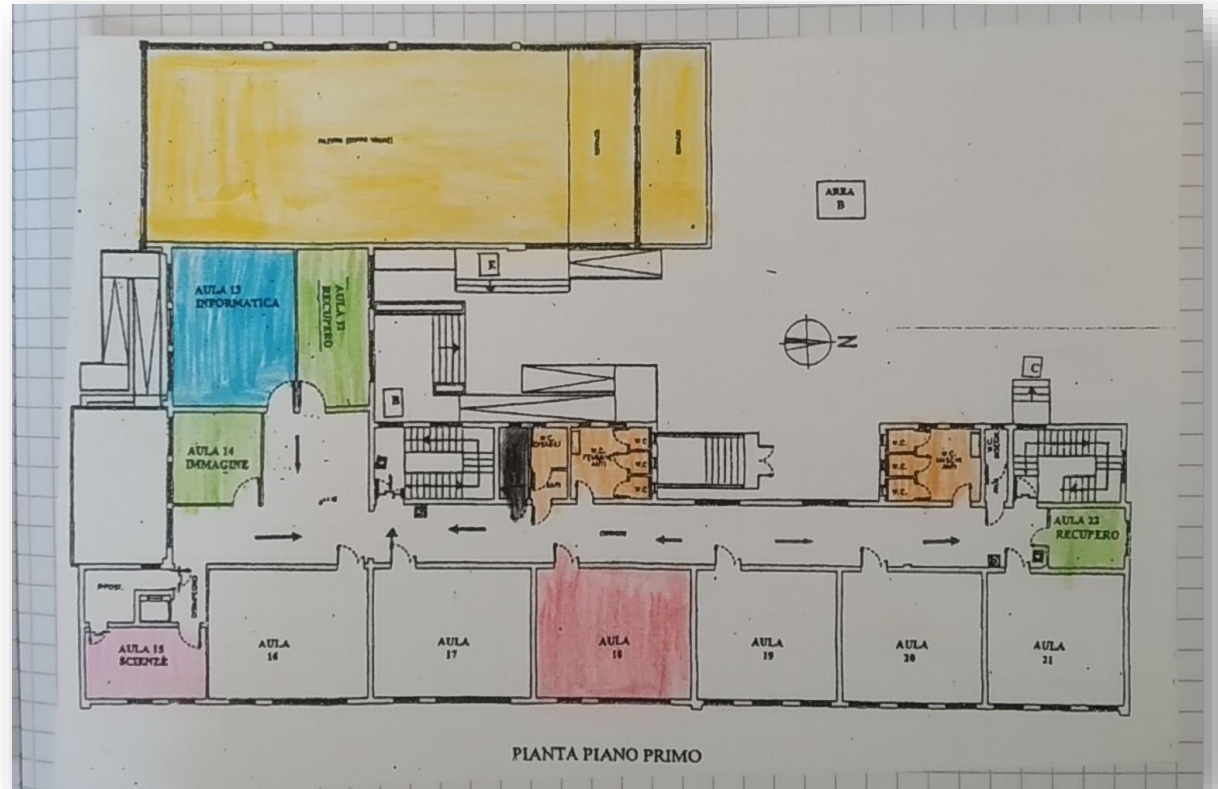 AREA
B
E
AULA 13
INFORMATICA
AULA 12
RECUPERO
N
C
B
AULA 14
IMMAGINE
W.C.
W.C.
W.C.
W.C.
W.C.
W.C.
W.C.
W.C.
AULA 22
RECUPERO
AULA 15
SCIENZE
AULA
16
AULA
17
AULA
18
AULA
19
AULA
20
AULA
21
PIANTA PIANO PRIMO